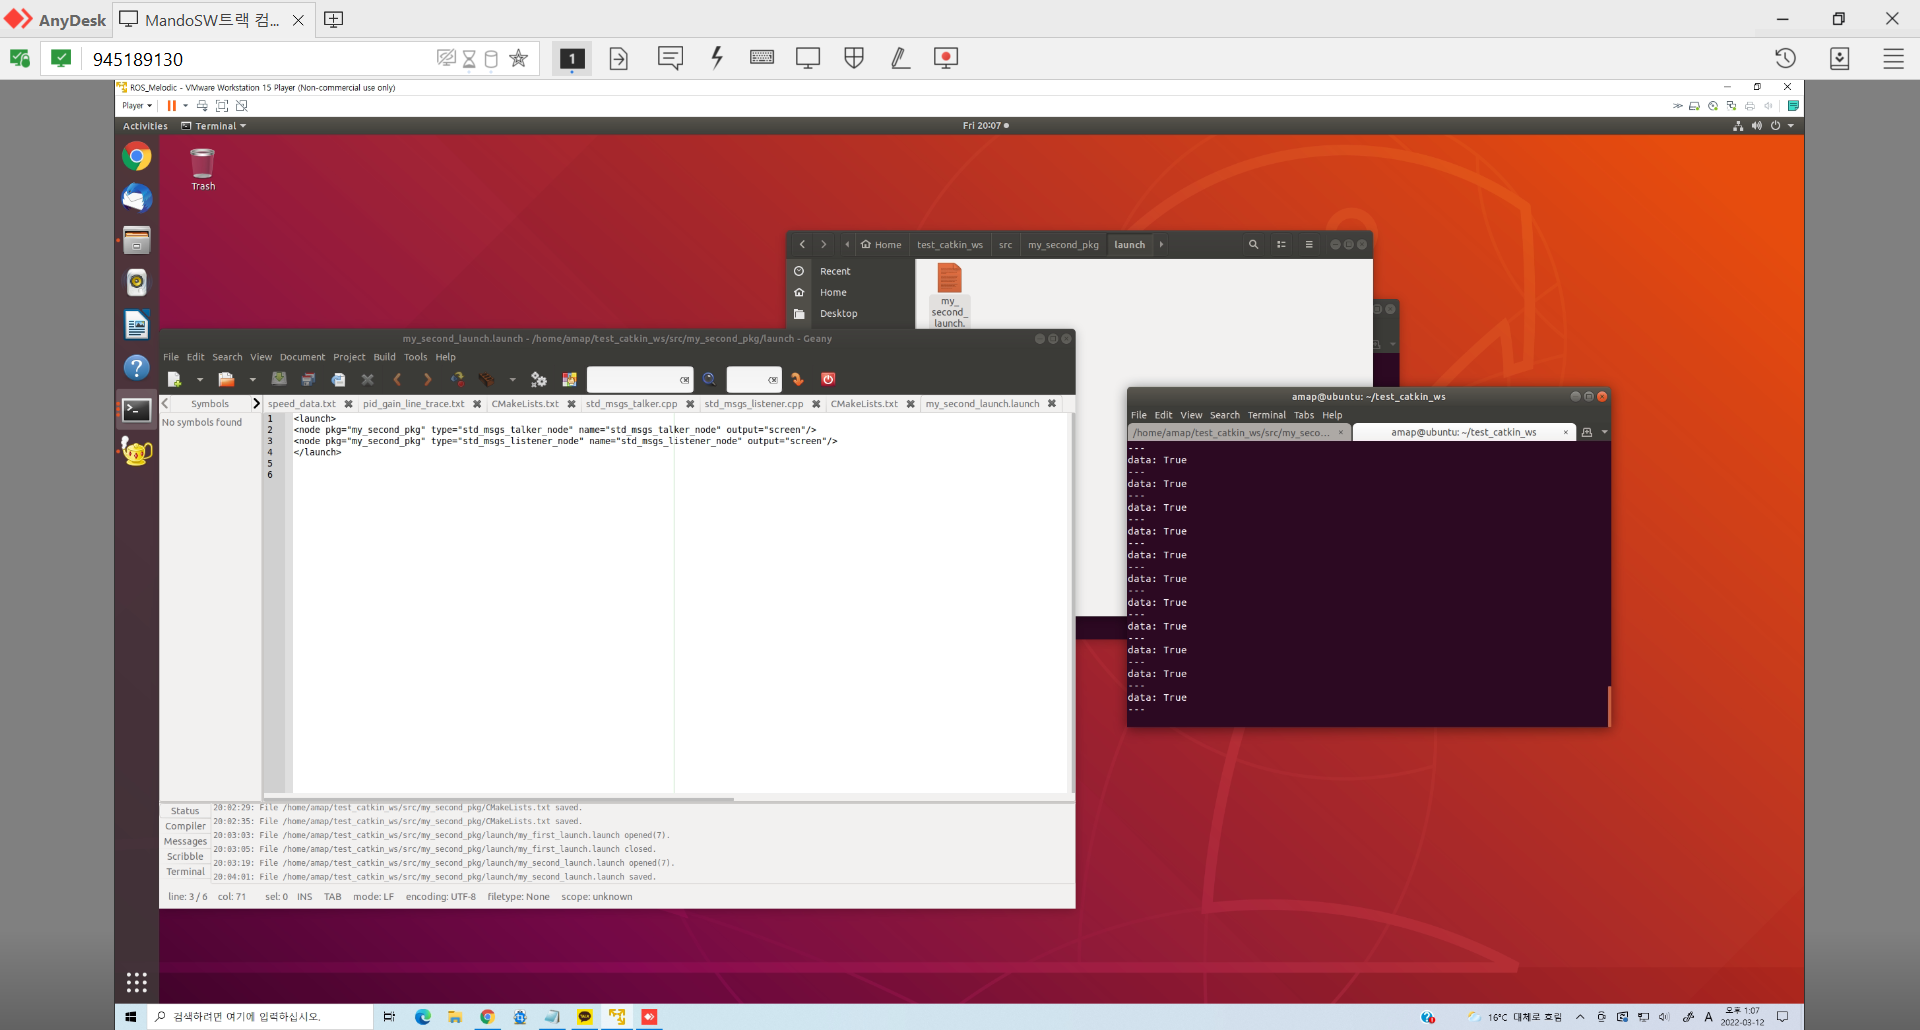 AnyDesk
MandoSW트랙 컴...
945189130
1
ROS_Melodic - VMware Workstation 15 Player (Non-commercial use only)
Player
Activities
Terminal
Fri 20:07
Trash
Home
test_catkin_ws
src
my_second_pkg
launch
Recent
Home
Desktop
my_
second_
launch.
my_second_launch.launch - /home/amap/test_catkin_ws/src/my_second_pkg/launch - Geany
File Edit Search View Document Project Build Tools Help
Symbols
speed_data.txt
pid_gain_line_trace.txt
CMakeLists.txt
std_msgs_talker.cpp
std_msgs_listener.cpp
CMakeLists.txt
my_second_launch.launch
No symbols found
1 <launch>
2 <node pkg="my_second_pkg" type="std_msgs_talker_node" name="std_msgs_talker_node" output="screen"/>
3 <node pkg="my_second_pkg" type="std_msgs_listener_node" name="std_msgs_listener_node" output="screen"/>
4 </launch>
5
6
Status
Compiler
Messages
Scribble
Terminal
20:02:29: File /home/amap/test_catkin_ws/src/my_second_pkg/CMakeLists.txt saved.
20:02:35: File /home/amap/test_catkin_ws/src/my_second_pkg/CMakeLists.txt saved.
20:03:03: File /home/amap/test_catkin_ws/src/my_second_pkg/launch/my_first_launch.launch opened(7).
20:03:05: File /home/amap/test_catkin_ws/src/my_second_pkg/launch/my_first_launch.launch closed.
20:03:19: File /home/amap/test_catkin_ws/src/my_second_pkg/launch/my_second_launch.launch opened(7).
20:04:01: File /home/amap/test_catkin_ws/src/my_second_pkg/launch/my_second_launch.launch saved.
line: 3 / 6 col: 71 sel: 0 INS TAB mode: LF encoding: UTF-8 filetype: None scope: unknown
amap@ubuntu: ~/test_catkin_ws
File Edit View Search Terminal Tabs Help
/home/amap/test_catkin_ws/src/my_seco...
amap@ubuntu: ~/test_catkin_ws
---
data: True
---
data: True
---
data: True
---
data: True
---
data: True
---
data: True
---
data: True
---
data: True
---
data: True
---
data: True
---
data: True
---
검색하려면 여기에 입력하십시오.
16°C 대체로 흐림
A
오후 1:07
2022-03-12